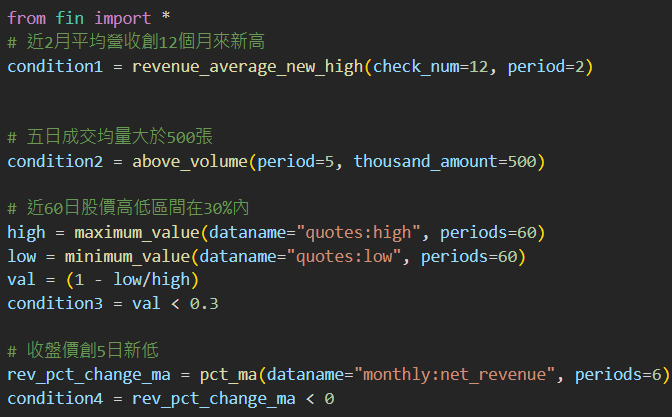 from fin import *
# 近2月平均營收創12個月來新高
condition1 = revenue_average_new_high(check_num=12, period=2)
# 五日成交均量大於500張
condition2 = above_volume(period=5, thousand_amount=500)
# 近60日股價高低區間在30%內
high = maximum_value(dataname="quotes:high", periods=60)
low = minimum_value(dataname="quotes:low", periods=60)
val = (1 - low/high)
condition3 = val < 0.3
# 收盤價創5日新低
rev_pct_change_ma = pct_ma(dataname="monthly:net_revenue", periods=6)
condition4 = rev_pct_change_ma < 0